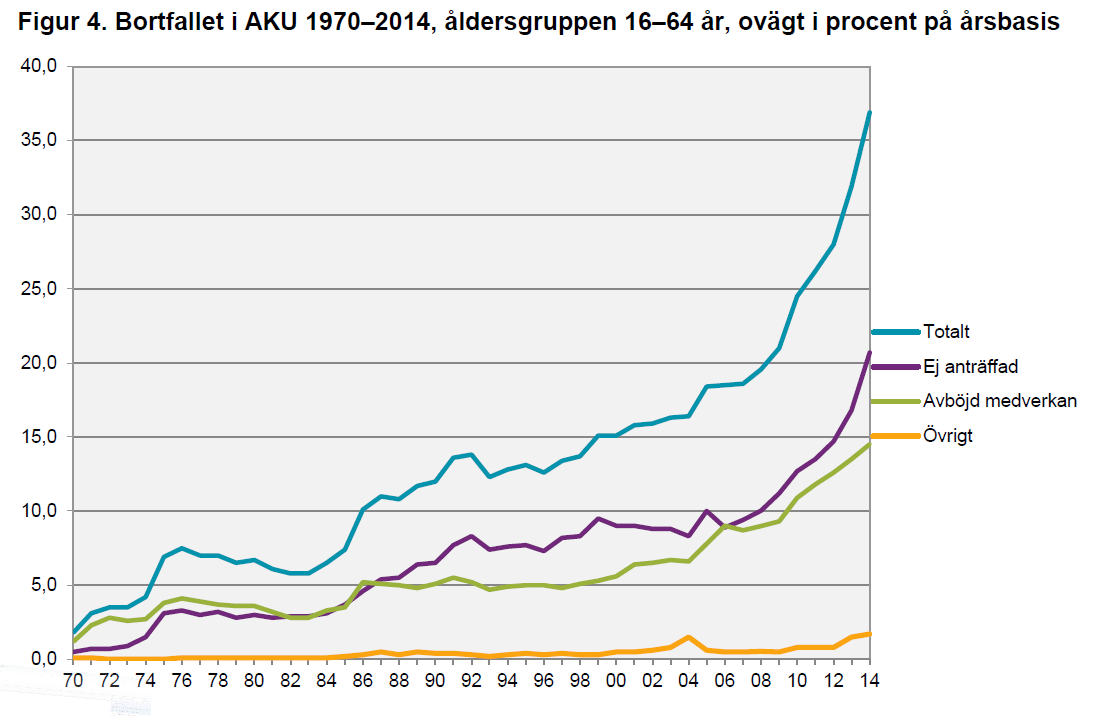 Figur 4. Bortfallet i AKU 1970–2014, åldersgruppen 16–64 år, ovägt i procent på årsbasis
40,0
35,0
30,0
25,0
20,0
15,0
10,0
5,0
0,0
70 72 74 76 78 80 82 84 86 88 90 92 94 96 98 00 02 04 06 08 10 12 14
Totalt
Ej anträffad
Avböjd medverkan
Övrigt